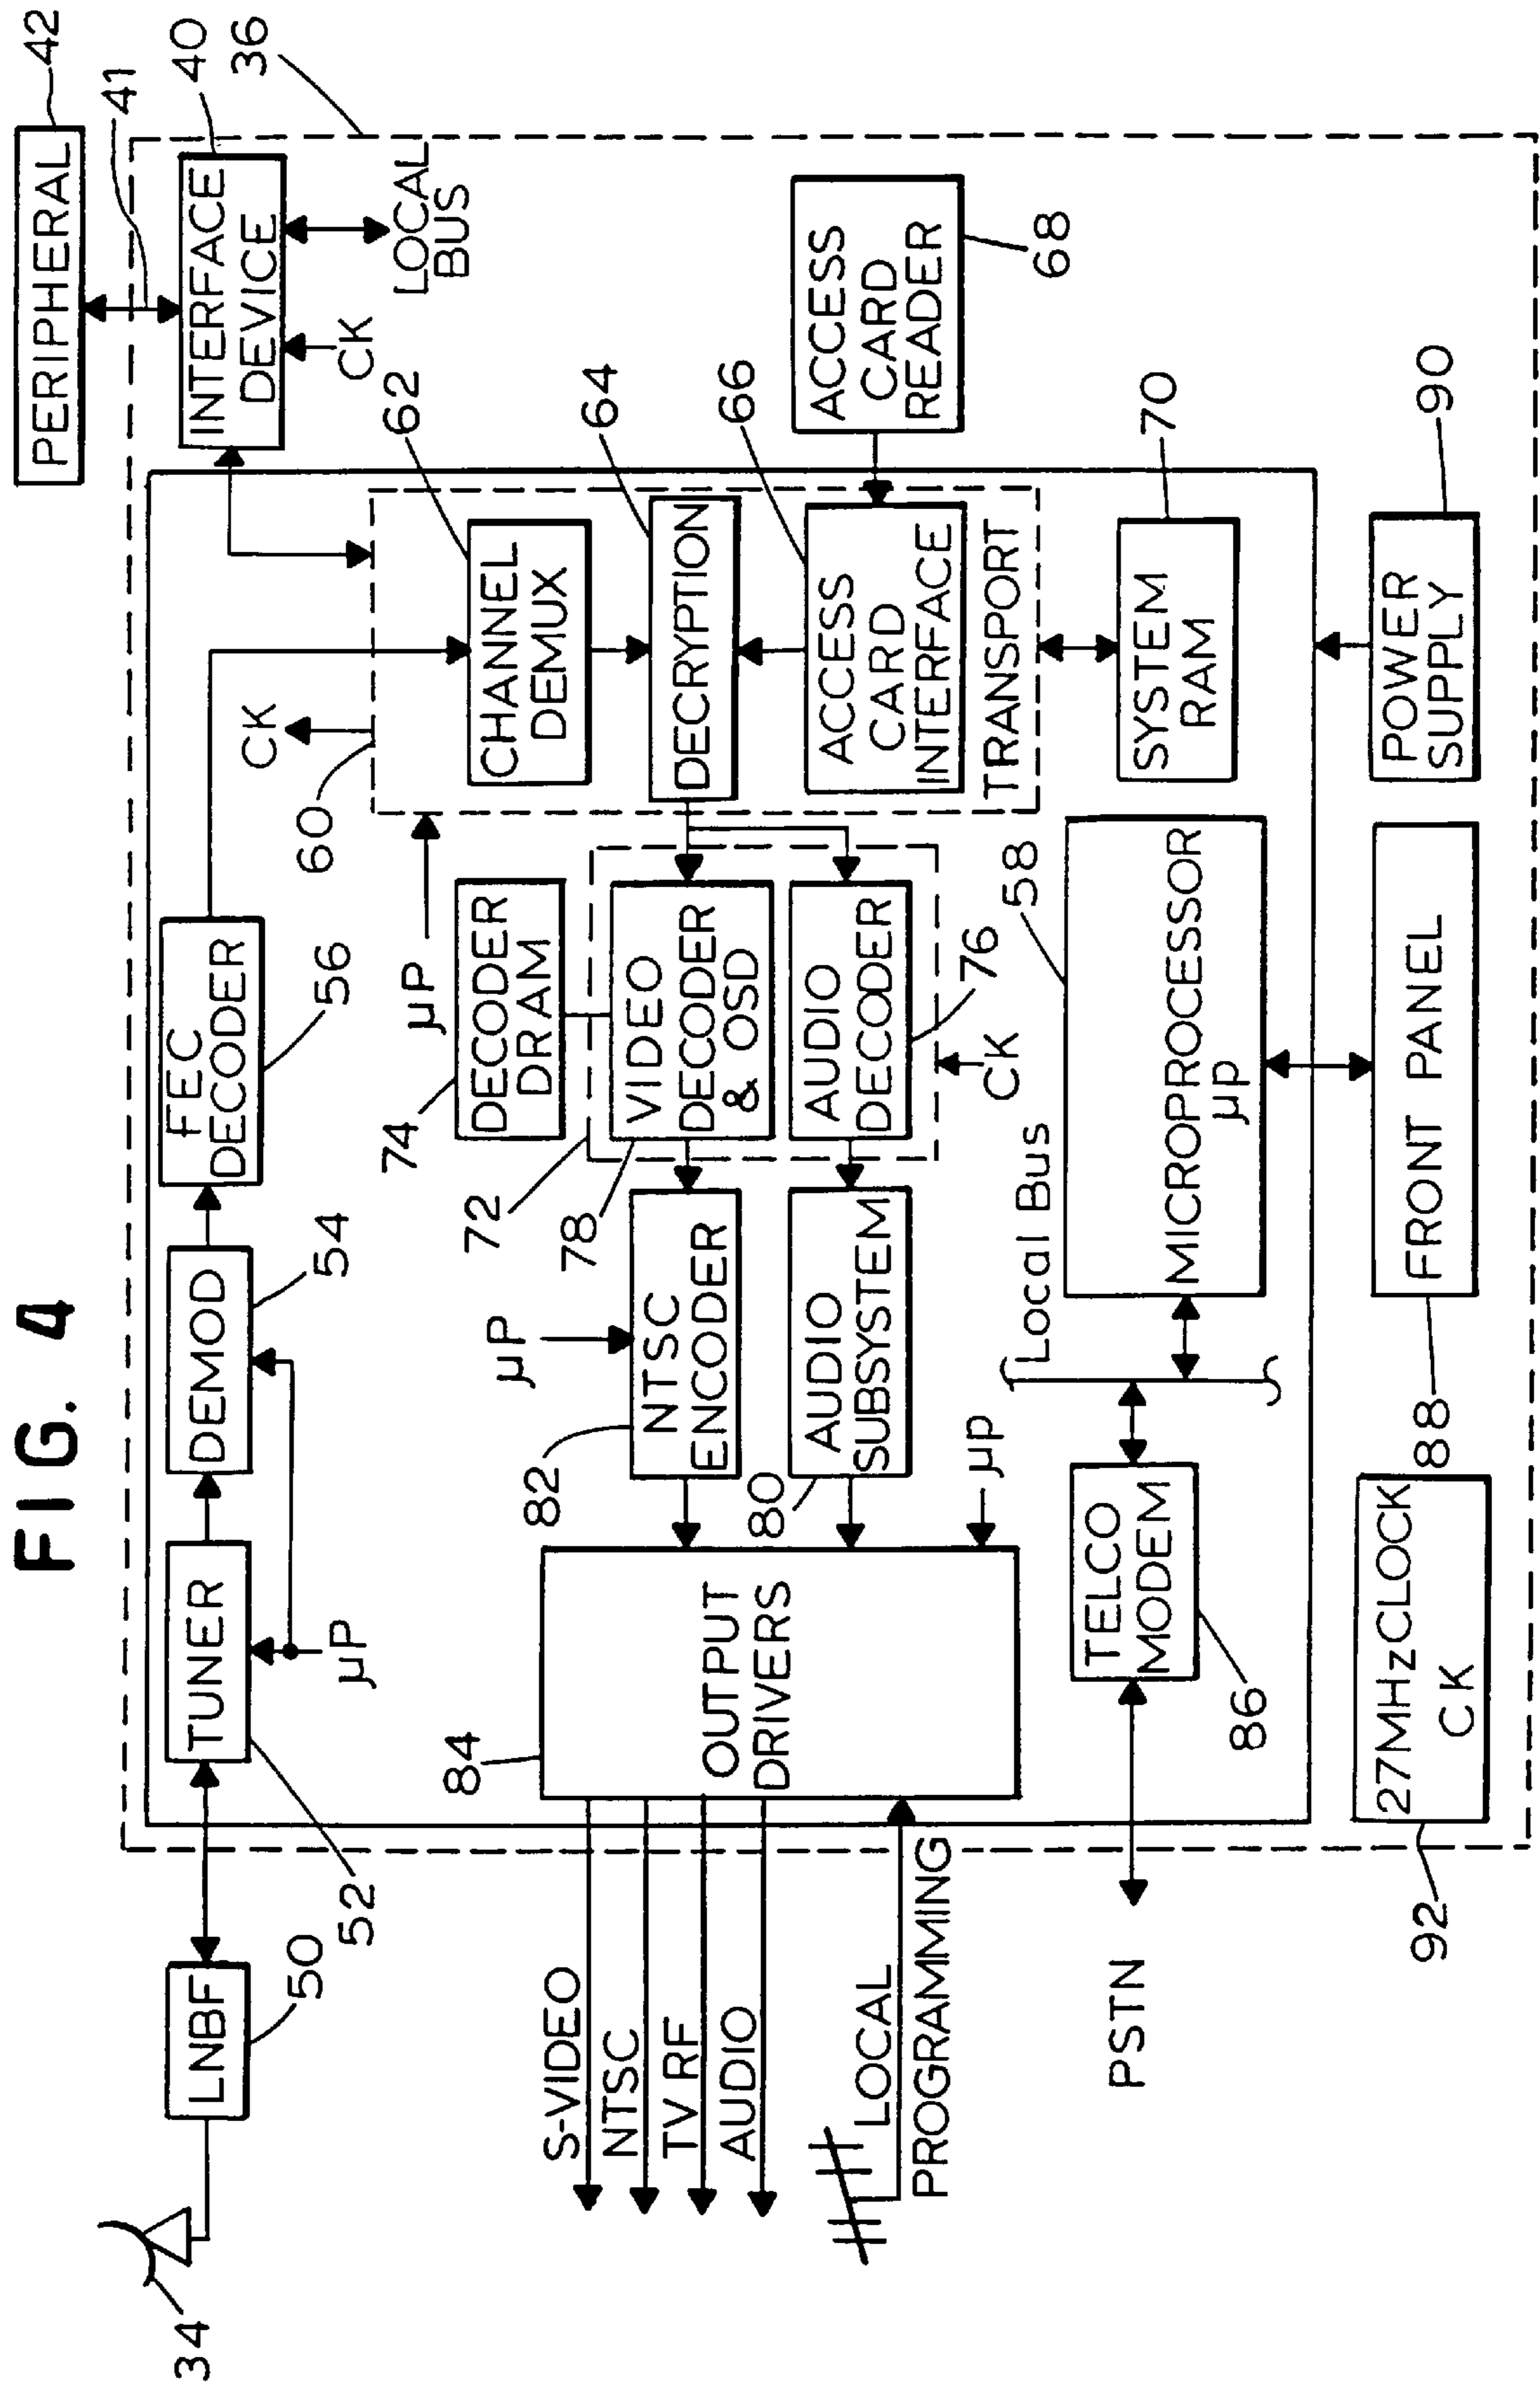 FIG. 4
34
LNBF
50
TUNER
52
µP
DEMOD
54
FEC
DECODER
56
PERIPHERAL
42
41
INTERFACE
DEVICE
40
36
CK
LOCAL
BUS
CK
60
µP
CHANNEL
DEMUX
62
DECRYPTION
64
ACCESS
CARD
INTERFACE
66
TRANSPORT
ACCESS
CARD
READER
68
DECODER
DRAM
74
72
78
VIDEO
DECODER
& OSD
AUDIO
DECODER
76
CK
µP
NTSC
ENCODER
82
AUDIO
SUBSYSTEM
80
84
OUTPUT
DRIVERS
µp
S-VIDEO
NTSC
TV RF
AUDIO
LOCAL
PROGRAMMING
PSTN
TELCO
MODEM
86
Local Bus
MICROPROCESSOR
µp
58
SYSTEM
RAM
70
27MHzCLOCK
CK
92
FRONT PANEL
88
POWER
SUPPLY
90